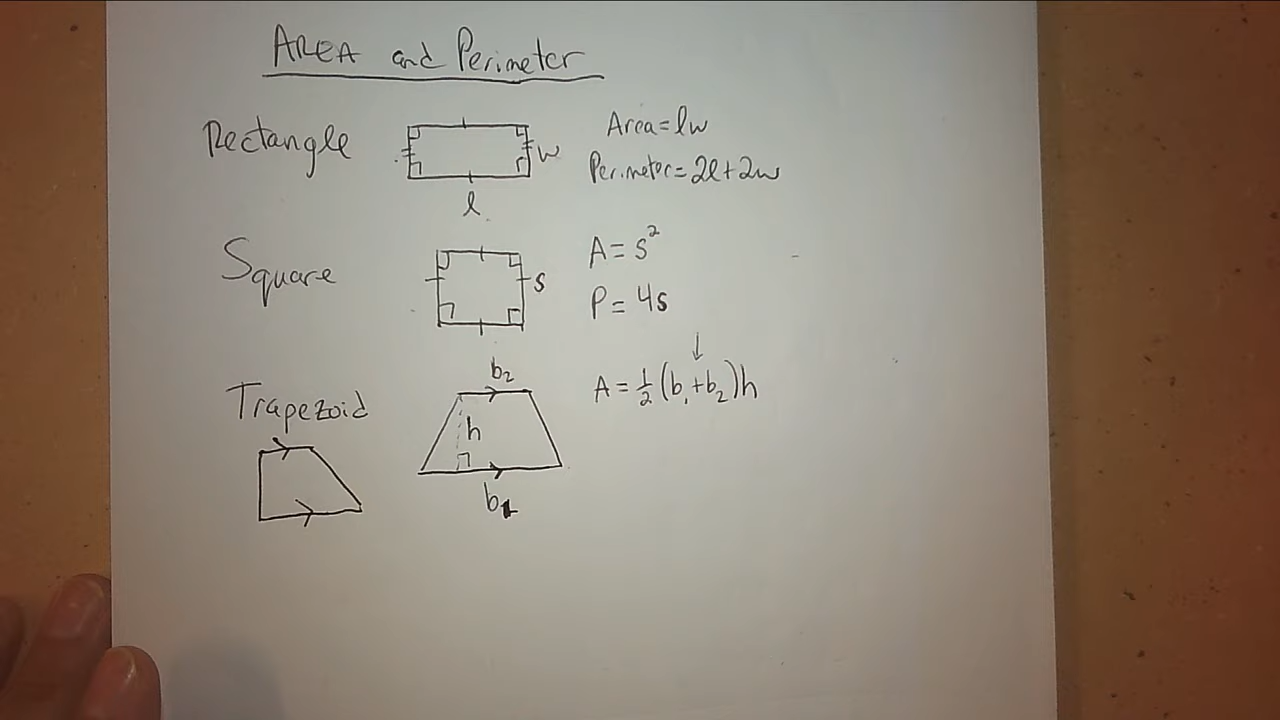 AREA and Perimeter
Rectangle
w
l
Area = lw
Perimeter = 2l + 2w
Square
s
A = s²
P = 4s
Trapezoid
b₂
h
b₁
A = ½(b₁+b₂)h